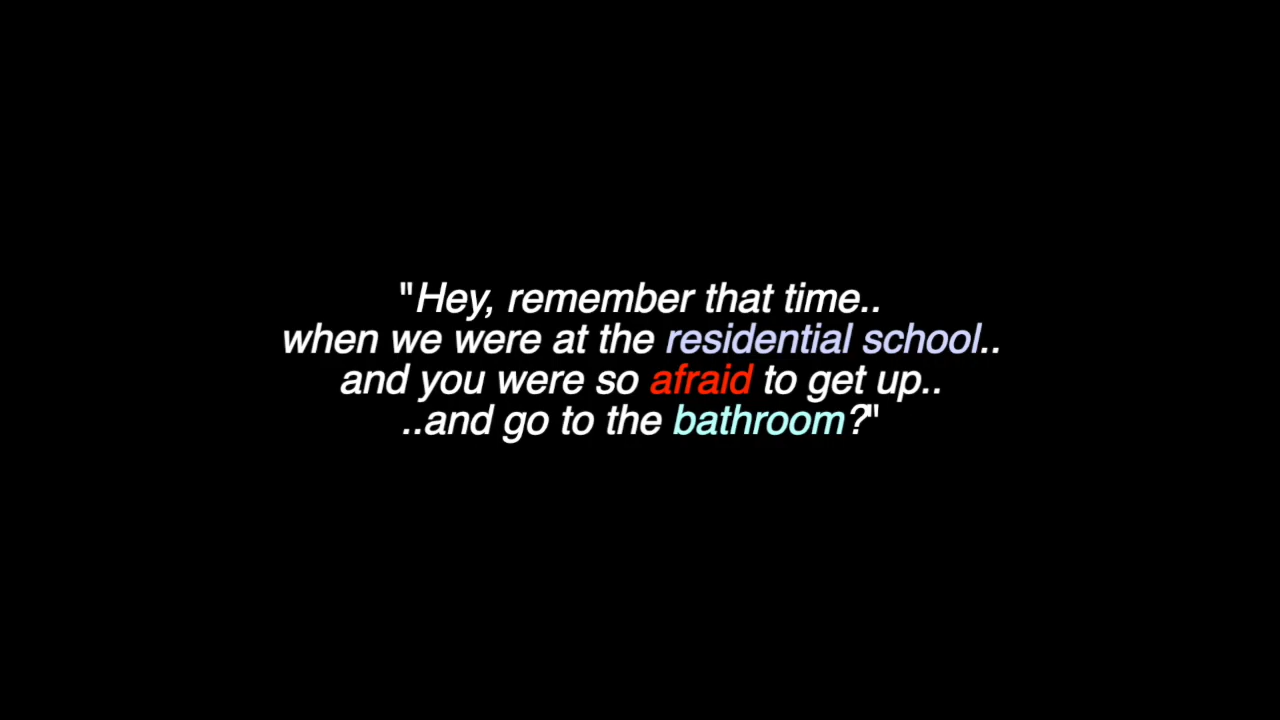 "Hey, remember that time..
when we were at the residential school..
and you were so afraid to get up..
..and go to the bathroom?"